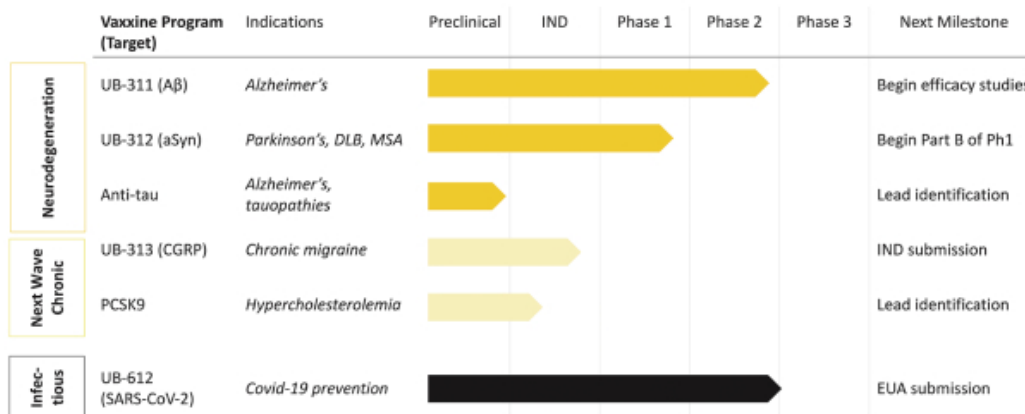 Vaxxine Program Indications Preclinical IND Phase 1 Phase 2 Phase 3 Next Milestone
(Target)
Neurodegeneration
UB-311 (Aβ) Alzheimer's Begin efficacy studies
UB-312 (aSyn) Parkinson's, DLB, MSA Begin Part B of Ph1
Anti-tau Alzheimer's, Lead identification
tauopathies
Next Wave
Chronic
UB-313 (CGRP) Chronic migraine IND submission
PCSK9 Hypercholesterolemia Lead identification
Infec-
tious
UB-612 Covid-19 prevention EUA submission
(SARS-CoV-2)